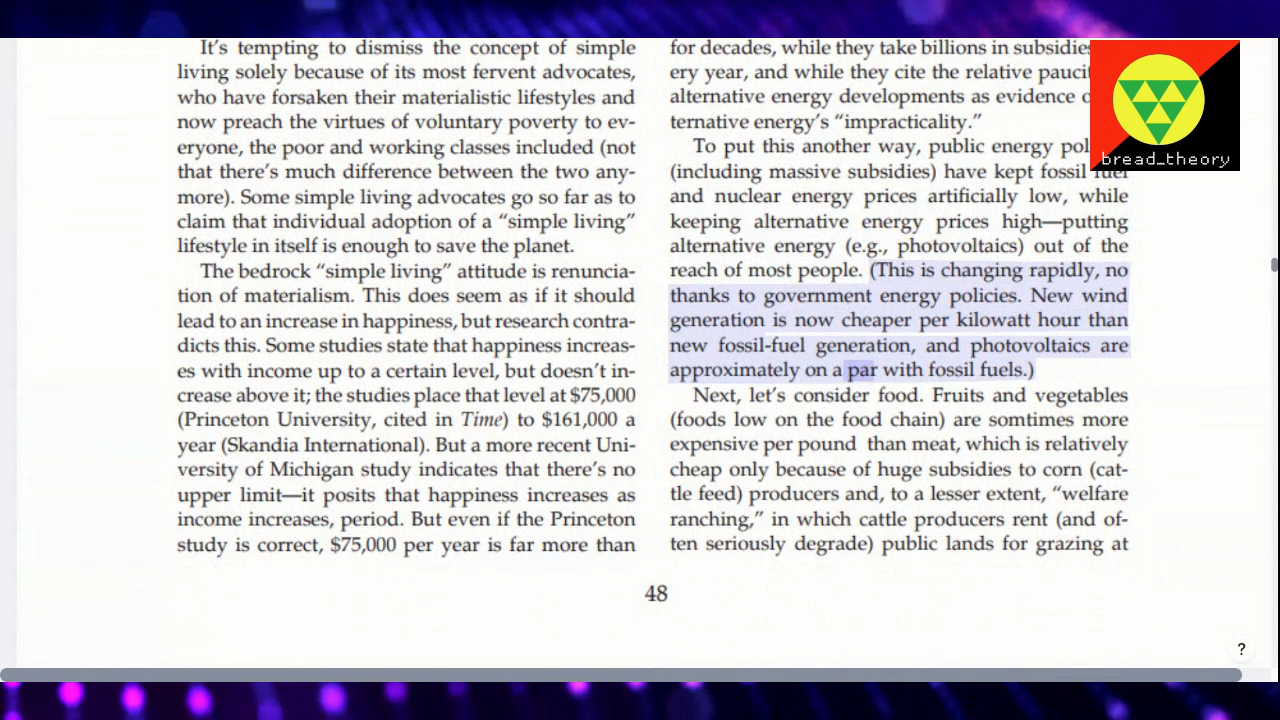 It's tempting to dismiss the concept of simple
living solely because of its most fervent advocates,
who have forsaken their materialistic lifestyles and
now preach the virtues of voluntary poverty to ev-
eryone, the poor and working classes included (not
that there's much difference between the two any-
more). Some simple living advocates go so far as to
claim that individual adoption of a “simple living”
lifestyle in itself is enough to save the planet.
The bedrock “simple living” attitude is renuncia-
tion of materialism. This does seem as if it should
lead to an increase in happiness, but research contra-
dicts this. Some studies state that happiness increas-
es with income up to a certain level, but doesn't in-
crease above it; the studies place that level at $75,000
(Princeton University, cited in Time) to $161,000 a
year (Skandia International). But a more recent Uni-
versity of Michigan study indicates that there's no
upper limit—it posits that happiness increases as
income increases, period. But even if the Princeton
study is correct, $75,000 per year is far more than
for decades, while they take billions in subsidies
ery year, and while they cite the relative
alternative energy developments as evidence
ternative energy's “impracticality.”
To put this another way, public energy
(including massive subsidies) have kept fossil fuel
and nuclear energy prices artificially low, while
keeping alternative energy prices high—putting
alternative energy (e.g., photovoltaics) out of the
reach of most people. (This is changing rapidly, no
thanks to government energy policies. New wind
generation is now cheaper per kilowatt hour than
new fossil-fuel generation, and photovoltaics are
approximately on a par with fossil fuels.)
Next, let's consider food. Fruits and vegetables
(foods low on the food chain) are somtimes more
expensive per pound than meat, which is relatively
cheap only because of huge subsidies to corn (cat-
tle feed) producers and, to a lesser extent, “welfare
ranching,” in which cattle producers rent (and of-
ten seriously degrade) public lands for grazing at
48
bread_theory
?